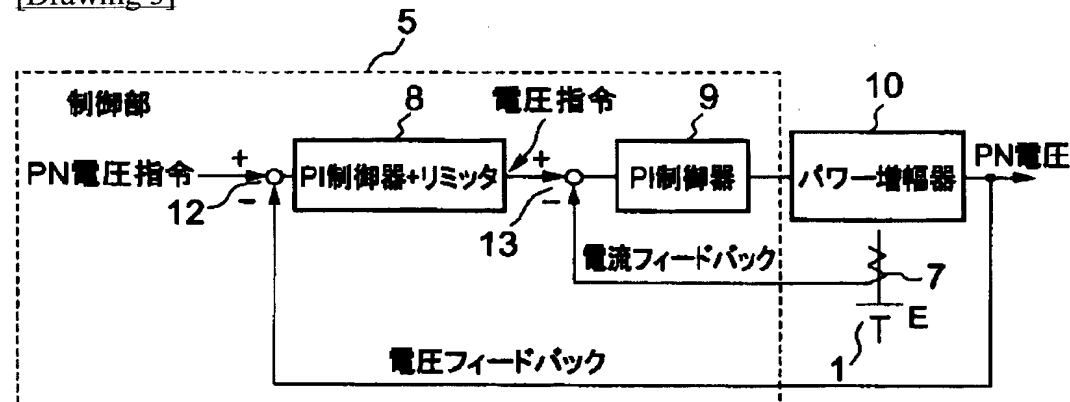 [Drawing 3]
5
制御部
8
電圧指令
9
10
PN電圧指令
+
-
12
PI制御器+リミッタ
+
-
13
PI制御器
パワー増幅器
PN電圧
電流フィードバック
7
E
1
電圧フィードバック